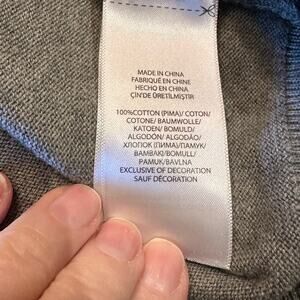 MADE IN CHINA
FABRIQUÉ EN CHINE
HECHO EN CHINA
ÇİN'DE ÜRETİLMİŞTİR
100%COTTON (PIMA)/ COTON/
COTONE/ BAUMWOLLE/
KATOEN/ BOMULD/
ALGODÓN/ ALGODÃO/
ХЛОПОК (ПИМА)/ПАМУК/
BAMBAKI/BOMULL/
PAMUK/BAVLNA
EXCLUSIVE OF DECORATION
SAUF DÉCORATION